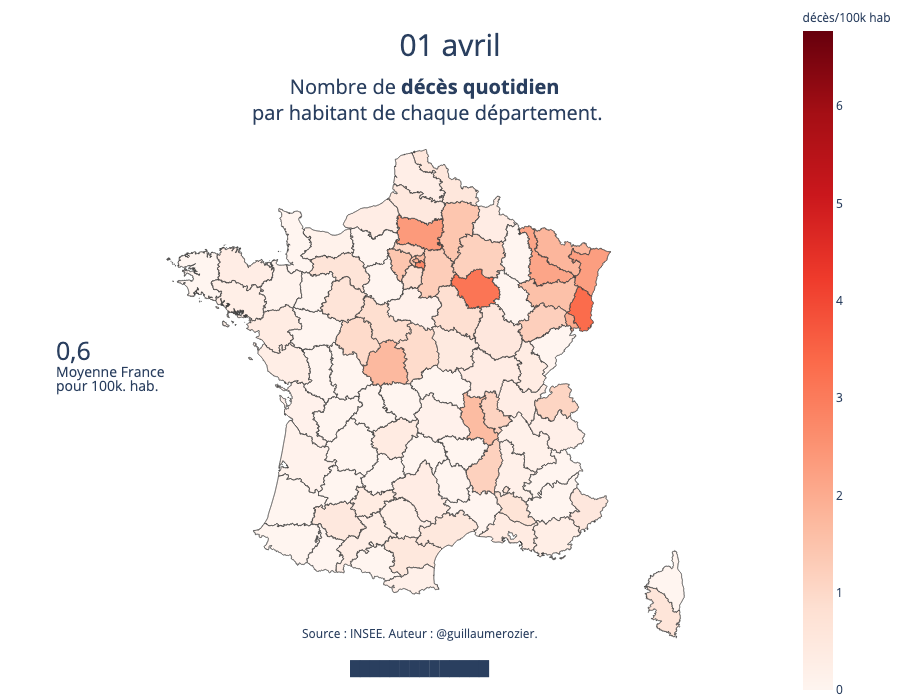 décès/100k hab
01 avril
Nombre de décès quotidien
par habitant de chaque département.
6
5
4
3
2
1
0
0,6
Moyenne France
pour 100k. hab.
Source : INSEE. Auteur : @guillaumerozier.